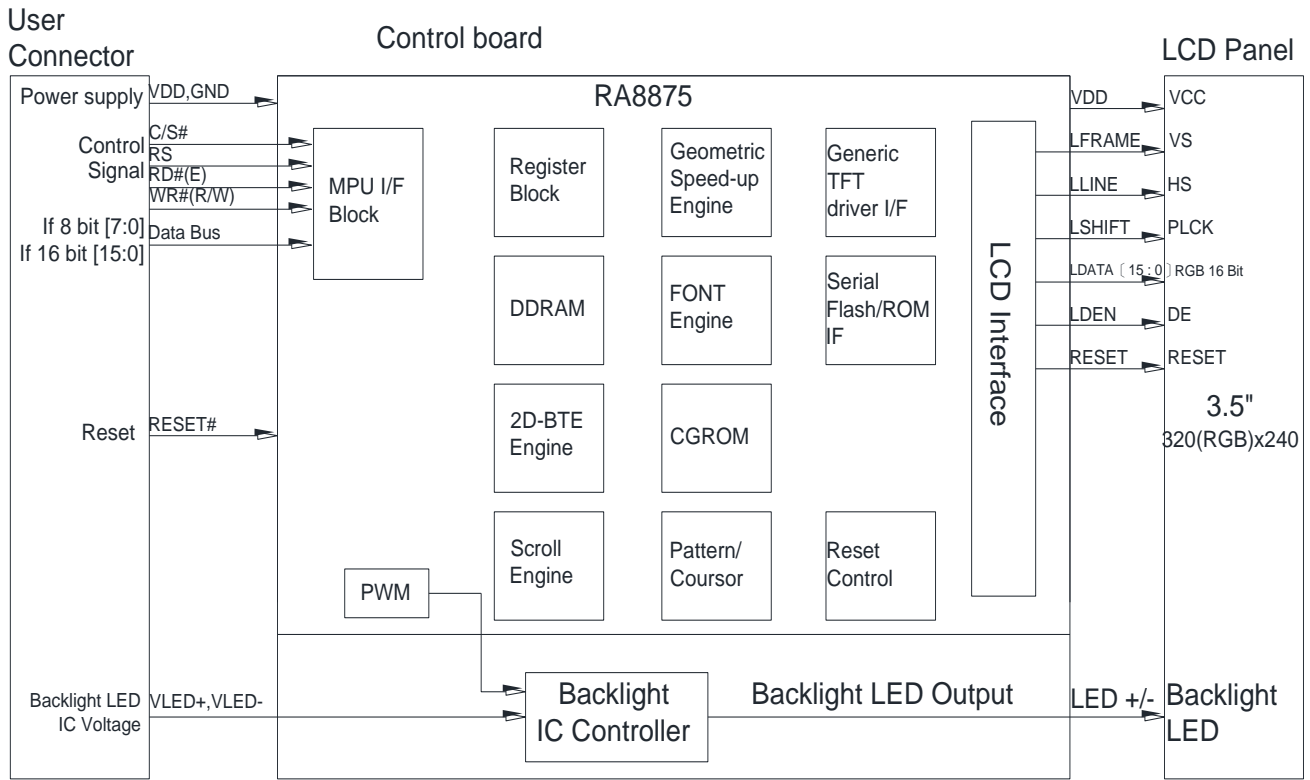 User
Connector
Control board
LCD Panel
Power supply
VDD,GND
Control
Signal
C/S#
RS
RD#(E)
WR#(R/W)
If 8 bit [7:0]
If 16 bit [15:0]
Data Bus
Reset
RESET#
Backlight LED
IC Voltage
VLED+,VLED-
RA8875
MPU I/F
Block
Register
Block
Geometric
Speed-up
Engine
Generic
TFT
driver I/F
DDRAM
FONT
Engine
Serial
Flash/ROM
IF
2D-BTE
Engine
CGROM
Scroll
Engine
Pattern/
Coursor
Reset
Control
PWM
LCD Interface
Backlight
IC Controller
Backlight LED Output
VDD
VCC
LFRAME
VS
LLINE
HS
LSHIFT
PLCK
LDATA〔15:0〕RGB 16 Bit
LDEN
DE
RESET
RESET
3.5"
320(RGB)x240
LED +/-
Backlight
LED